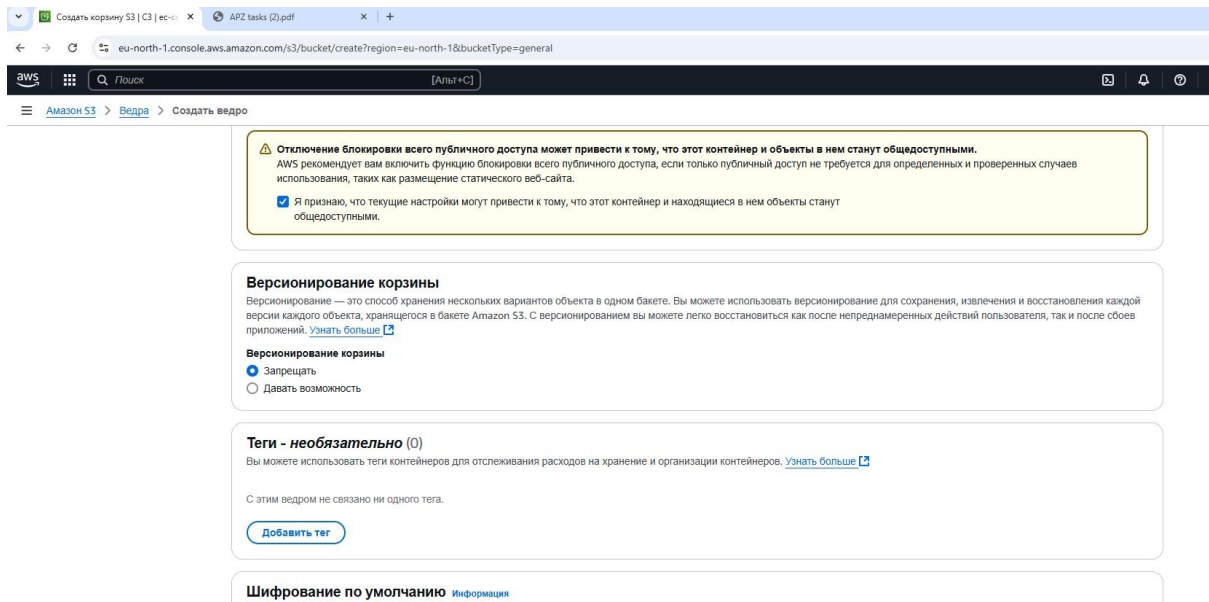 Создать корзину S3 | C3 | ec-c
APZ tasks (2).pdf
eu-north-1.console.aws.amazon.com/s3/bucket/create?region=eu-north-1&bucketType=general
aws
Поиск
[Альт+С]
Амазон S3 > Ведра > Создать ведро
Отключение блокировки всего публичного доступа может привести к тому, что этот контейнер и объекты в нем станут общедоступными.
AWS рекомендует вам включить функцию блокировки всего публичного доступа, если только публичный доступ не требуется для определенных и проверенных случаев
использования, таких как размещение статического веб-сайта.
Я признаю, что текущие настройки могут привести к тому, что этот контейнер и находящиеся в нем объекты станут
общедоступными.
Версионирование корзины
Версионирование — это способ хранения нескольких вариантов объекта в одном бакете. Вы можете использовать версионирование для сохранения, извлечения и восстановления каждой
версии каждого объекта, хранящегося в бакете Amazon S3. С версионированием вы можете легко восстановиться как после непреднамеренных действий пользователя, так и после сбоев
приложений. Узнать больше
Версионирование корзины
Запрещать
Давать возможность
Теги - необязательно (0)
Вы можете использовать теги контейнеров для отслеживания расходов на хранение и организации контейнеров. Узнать больше
С этим ведром не связано ни одного тега.
Добавить тег
Шифрование по умолчанию Информация